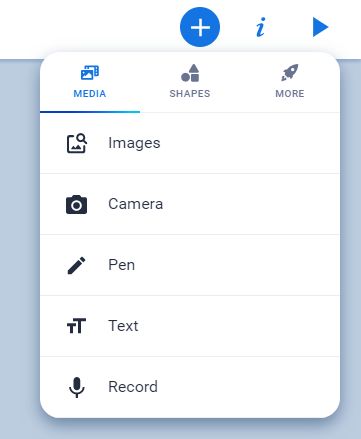 MEDIA
SHAPES
MORE
Images
Camera
Pen
Text
Record